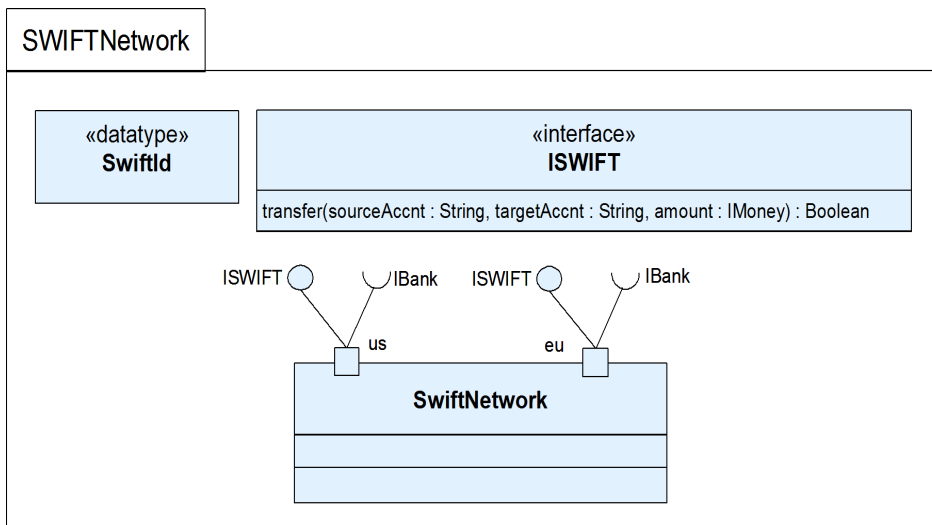 SWIFTNetwork
«datatype»
SwiftId
«interface»
ISWIFT
transfer(sourceAccnt : String, targetAccnt : String, amount : IMoney) : Boolean
ISWIFT
IBank
ISWIFT
IBank
us
eu
SwiftNetwork